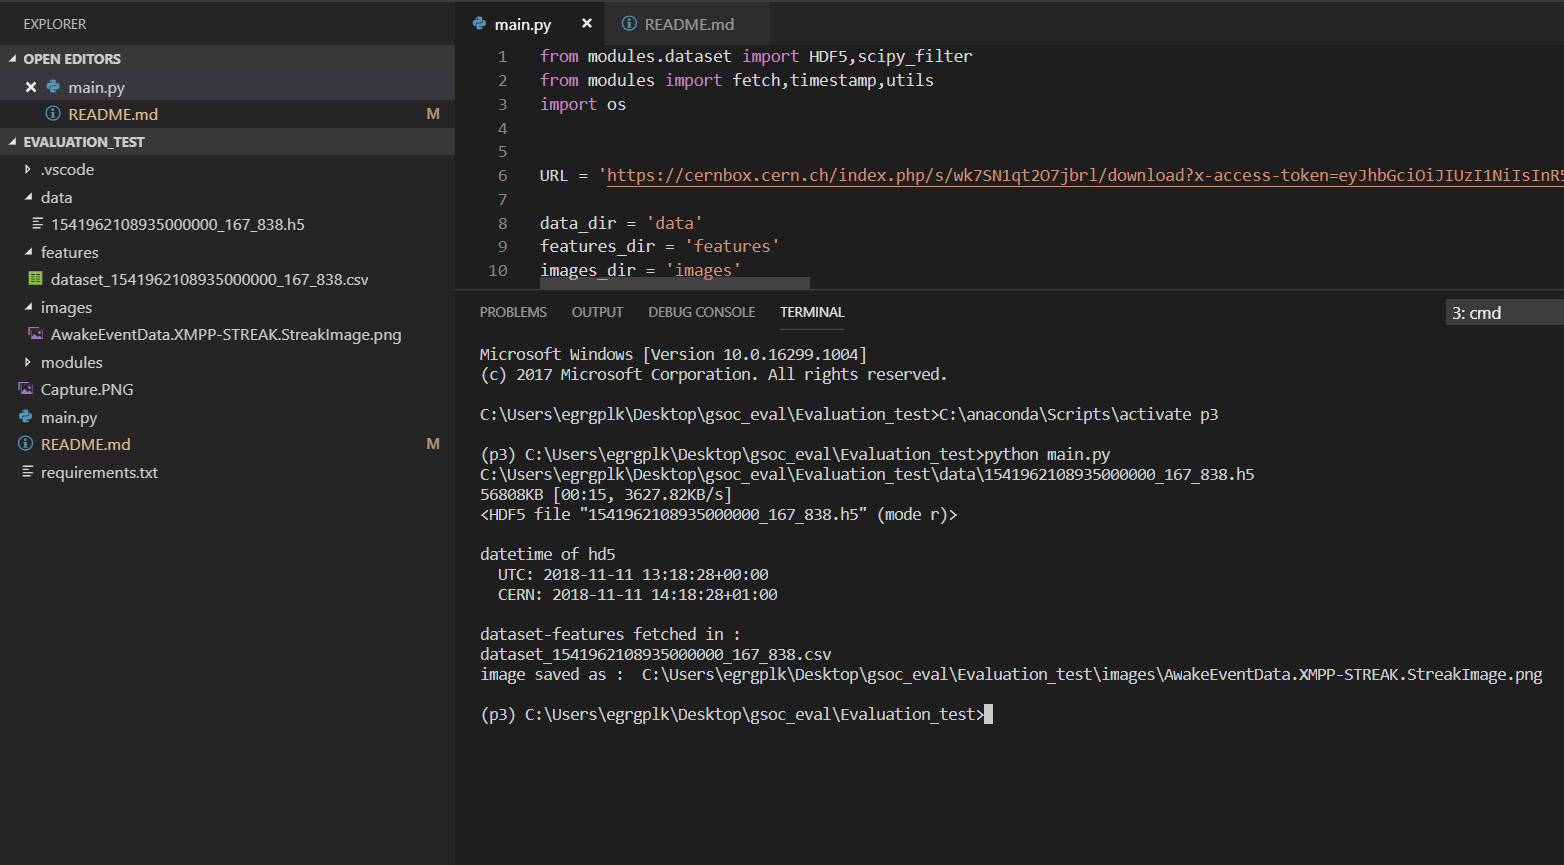 EXPLORER
OPEN EDITORS
main.py
README.md M
EVALUATION_TEST
.vscode
data
1541962108935000000_167_838.h5
features
dataset_1541962108935000000_167_838.csv
images
AwakeEventData.XMPP-STREAK.StreakImage.png
modules
Capture.PNG
main.py
README.md M
requirements.txt
main.py README.md
1 from modules.dataset import HDF5,scipy_filter
2 from modules import fetch,timestamp,utils
3 import os
4
5
6 URL = 'https://cernbox.cern.ch/index.php/s/wk7SN1qt2O7jbrl/download?x-access-token=eyJhbGciOiJIUzI1NiIsInR5
7
8 data_dir = 'data'
9 features_dir = 'features'
10 images_dir = 'images'
PROBLEMS OUTPUT DEBUG CONSOLE TERMINAL 3: cmd
Microsoft Windows [Version 10.0.16299.1004]
(c) 2017 Microsoft Corporation. All rights reserved.
C:\Users\egrgplk\Desktop\gsoc_eval\Evaluation_test>C:\anaconda\Scripts\activate p3
(p3) C:\Users\egrgplk\Desktop\gsoc_eval\Evaluation_test>python main.py
C:\Users\egrgplk\Desktop\gsoc_eval\Evaluation_test\data\1541962108935000000_167_838.h5
56808KB [00:15, 3627.82KB/s]
<HDF5 file "1541962108935000000_167_838.h5" (mode r)>
datetime of hd5
UTC: 2018-11-11 13:18:28+00:00
CERN: 2018-11-11 14:18:28+01:00
dataset-features fetched in :
dataset_1541962108935000000_167_838.csv
image saved as :  C:\Users\egrgplk\Desktop\gsoc_eval\Evaluation_test\images\AwakeEventData.XMPP-STREAK.StreakImage.png
(p3) C:\Users\egrgplk\Desktop\gsoc_eval\Evaluation_test>